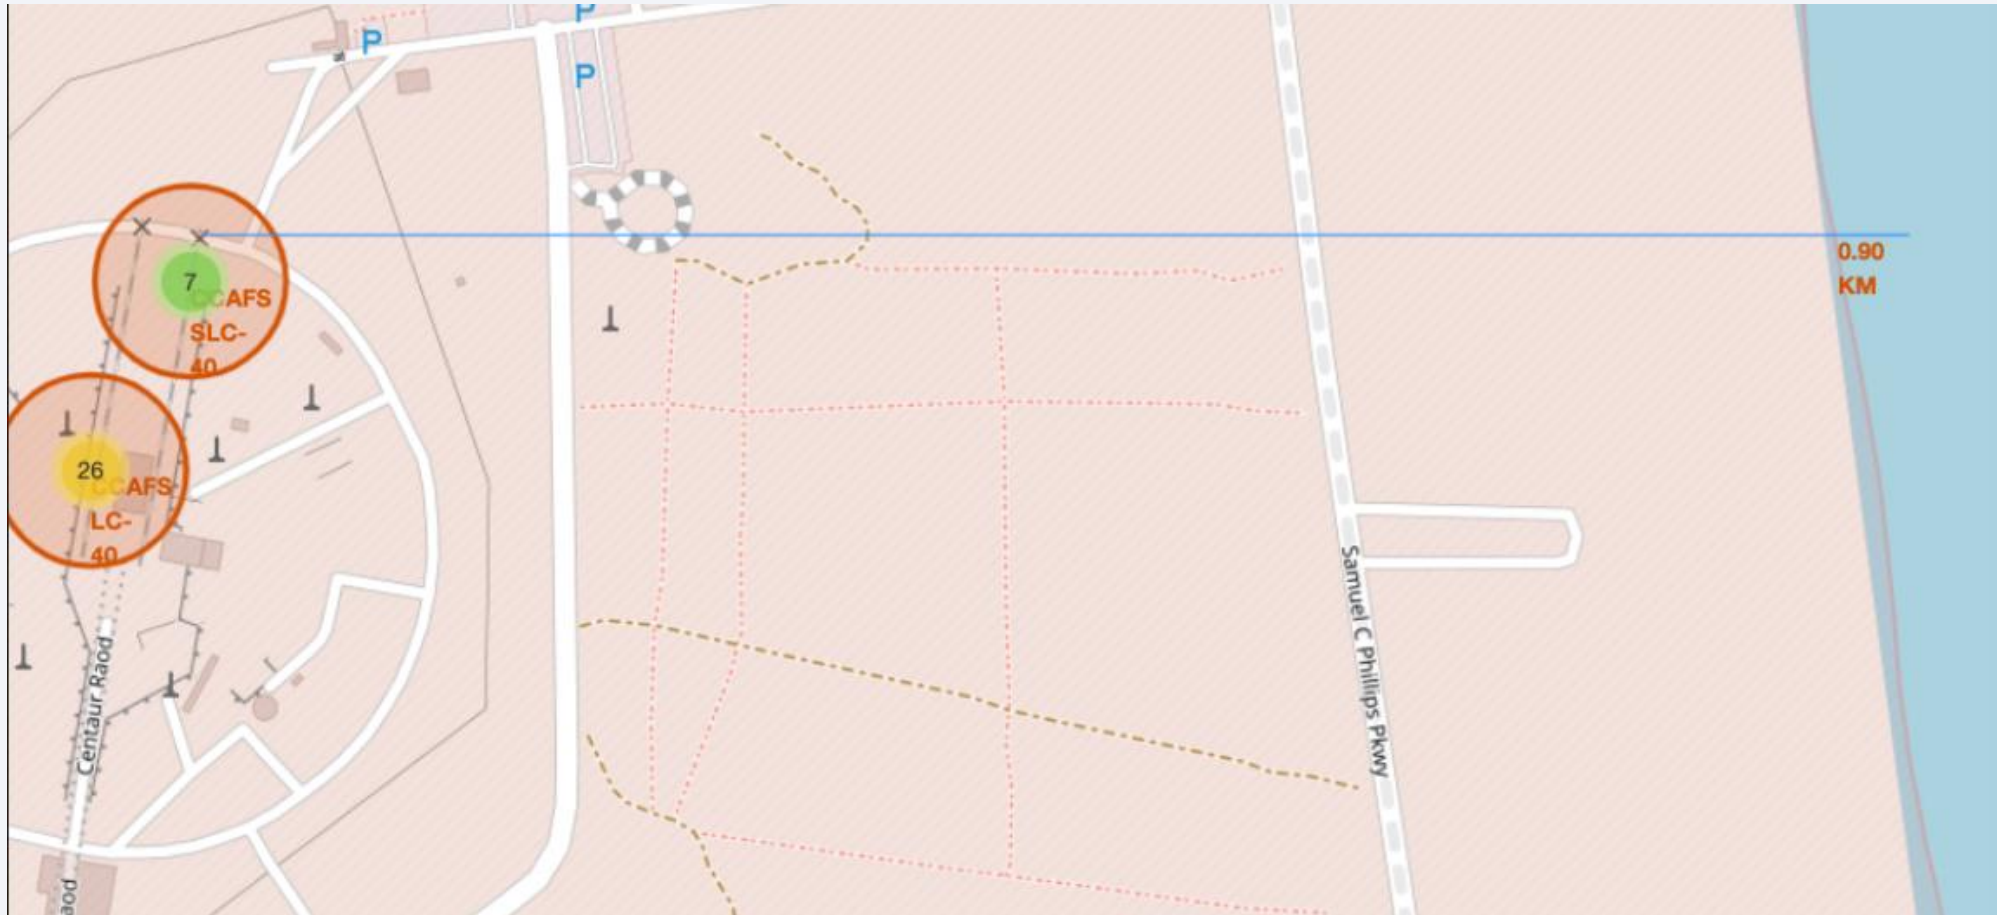 P
P
P
7
CCAFS
SLC-
40
0.90
KM
26
CCAFS
LC-
40
Samuel C Phillips Pkwy
Centaur Raod
aod